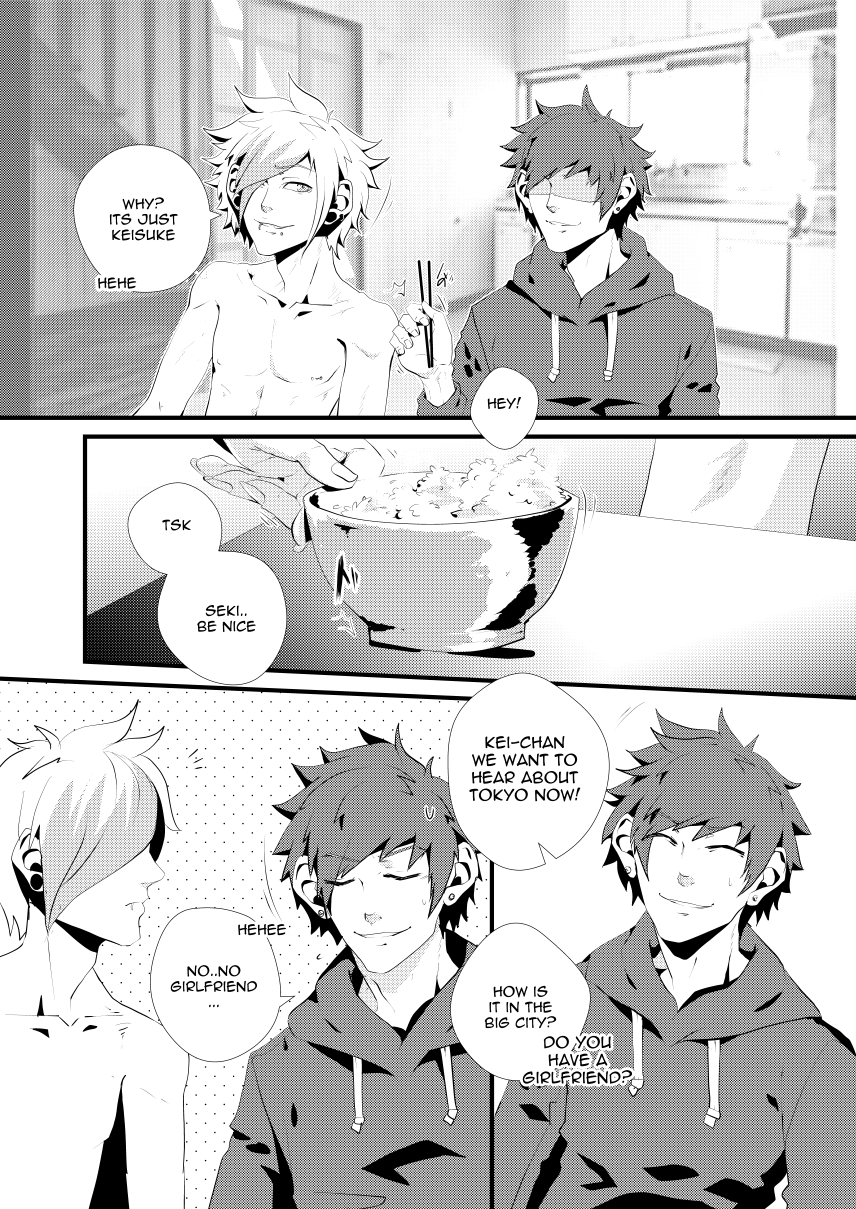 WHY?
ITS JUST
KEISUKE
HEHE
HEY!
TSK
SEKI..
BE NICE
KEI-CHAN
WE WANT TO
HEAR ABOUT
TOKYO NOW!
HOW IS
IT IN THE
BIG CITY?
DO YOU
HAVE A
GIRLFRIEND?
HEHEE
NO..NO
GIRLFRIEND
...